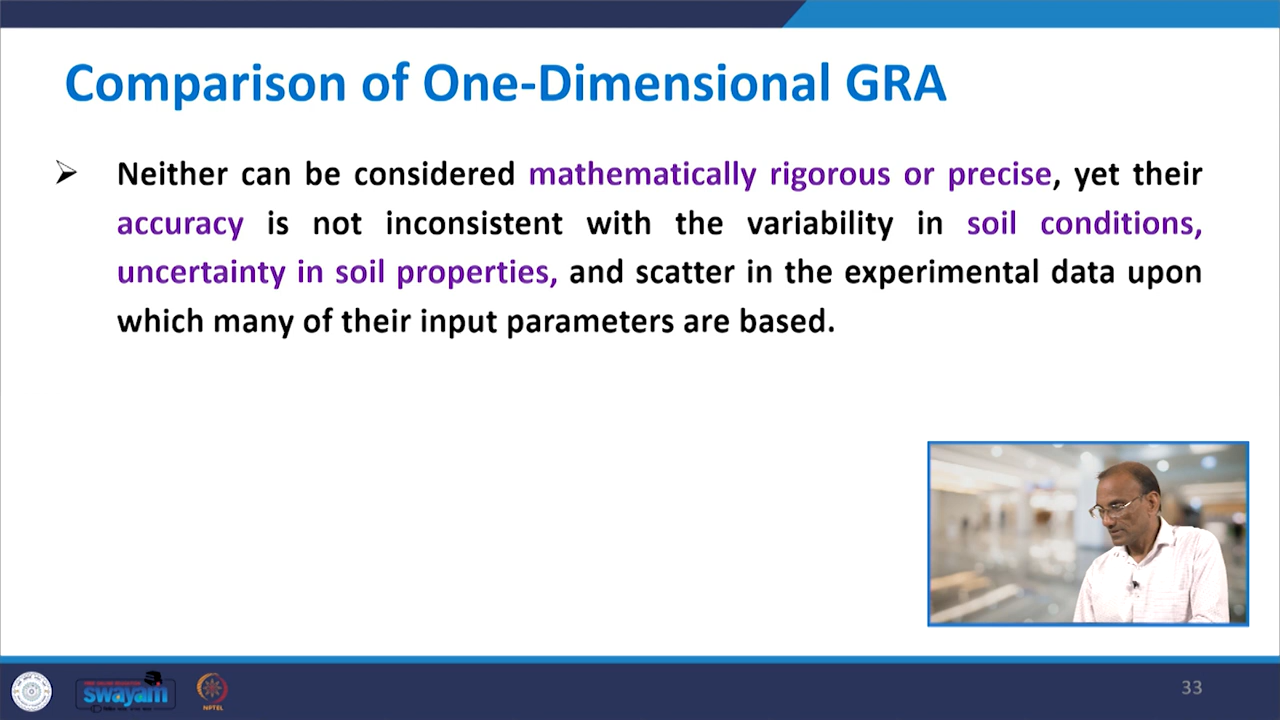 Comparison of One-Dimensional GRA
➢ Neither can be considered mathematically rigorous or precise, yet their
accuracy is not inconsistent with the variability in soil conditions,
uncertainty in soil properties, and scatter in the experimental data upon
which many of their input parameters are based.
swayam
NPTEL
33